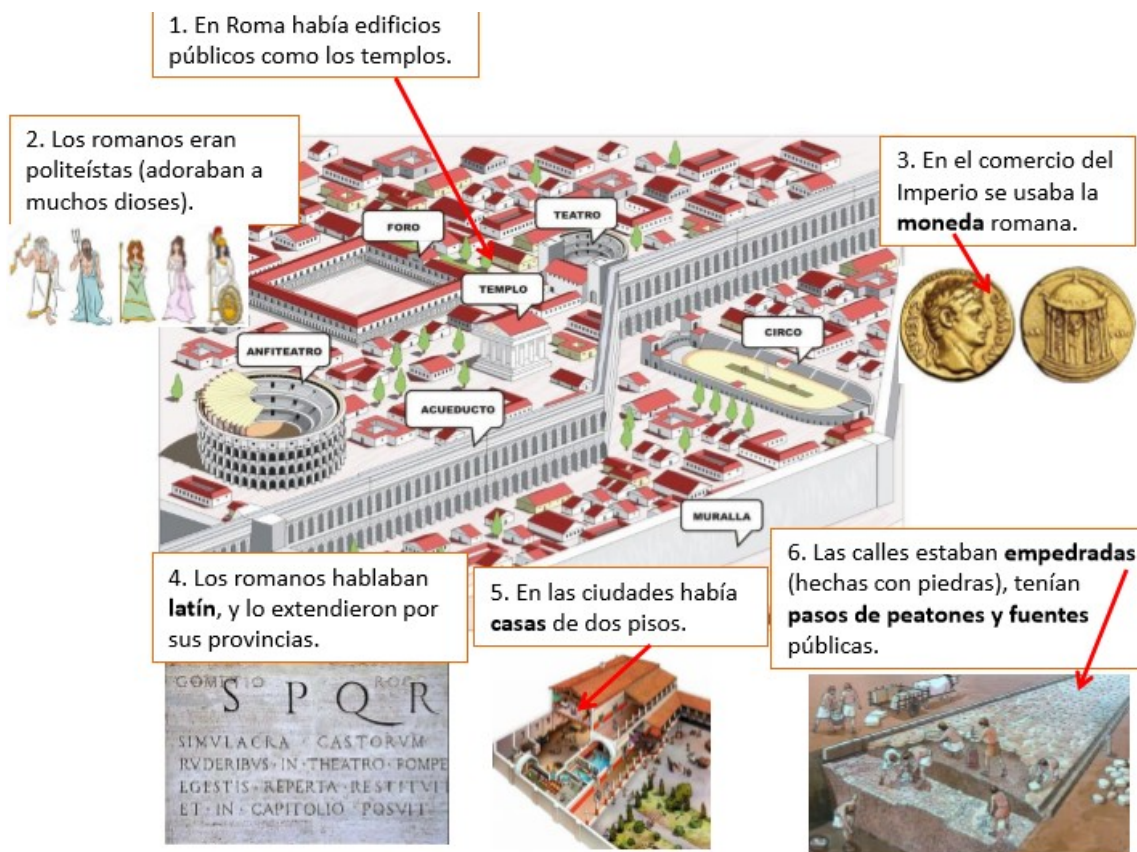 1. En Roma había edificios
públicos como los templos.
2. Los romanos eran
politeístas (adoraban a
muchos dioses).
3. En el comercio del
Imperio se usaba la
moneda romana.
TEATRO
FORO
TEMPLO
CIRCO
ANFITEATRO
ACUEDUCTO
MURALLA
4. Los romanos hablaban
latín, y lo extendieron por
sus provincias.
5. En las ciudades había
casas de dos pisos.
6. Las calles estaban empedradas
(hechas con piedras), tenían
pasos de peatones y fuentes
públicas.
S P Q R
SIMVLACRA · CASTORVM
RVDERIBVS · IN · THEATRO · POMPE
EGESTIS · REPERTA · RESTITVI
ET · IN · CAPITOLIO · POSVIT